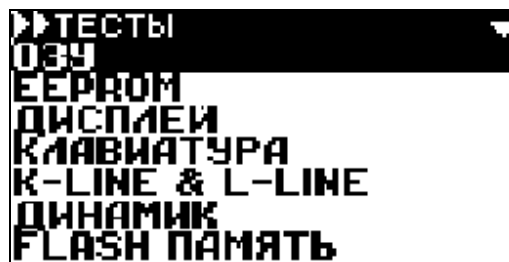 ТЕСТЫ
ОЗУ
EEPROM
ДИСПЛЕЙ
КЛАВИАТУРА
K-LINE & L-LINE
ДИНАМИК
FLASH ПАМЯТЬ